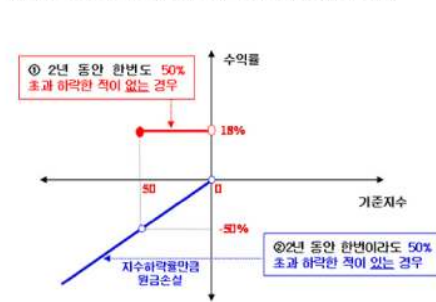 수익률
① 2년 동안 한번도 50%
초과 하락한 적이 없는 경우
18%
50
0
기준지수
-50%
②2년 동안 한번이라도 50%
초과 하락한 적이 있는 경우
지수하락률만큼
원금손실